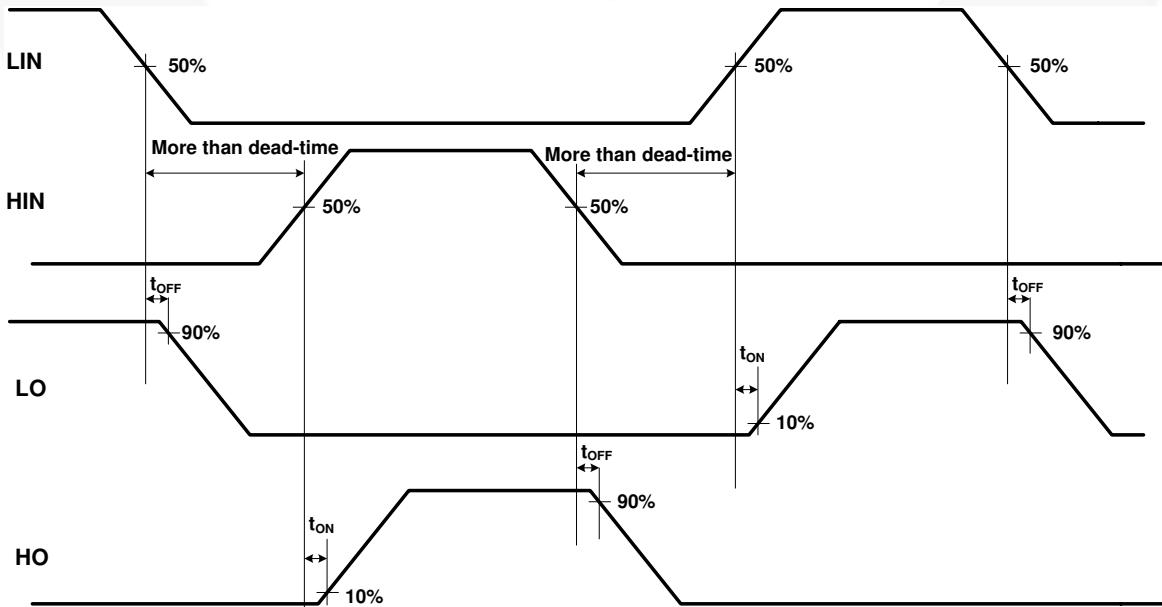 LIN
50%
50%
50%
More than dead-time
More than dead-time
HIN
50%
50%
tOFF
90%
tOFF
90%
LO
tON
10%
tOFF
90%
HO
tON
10%